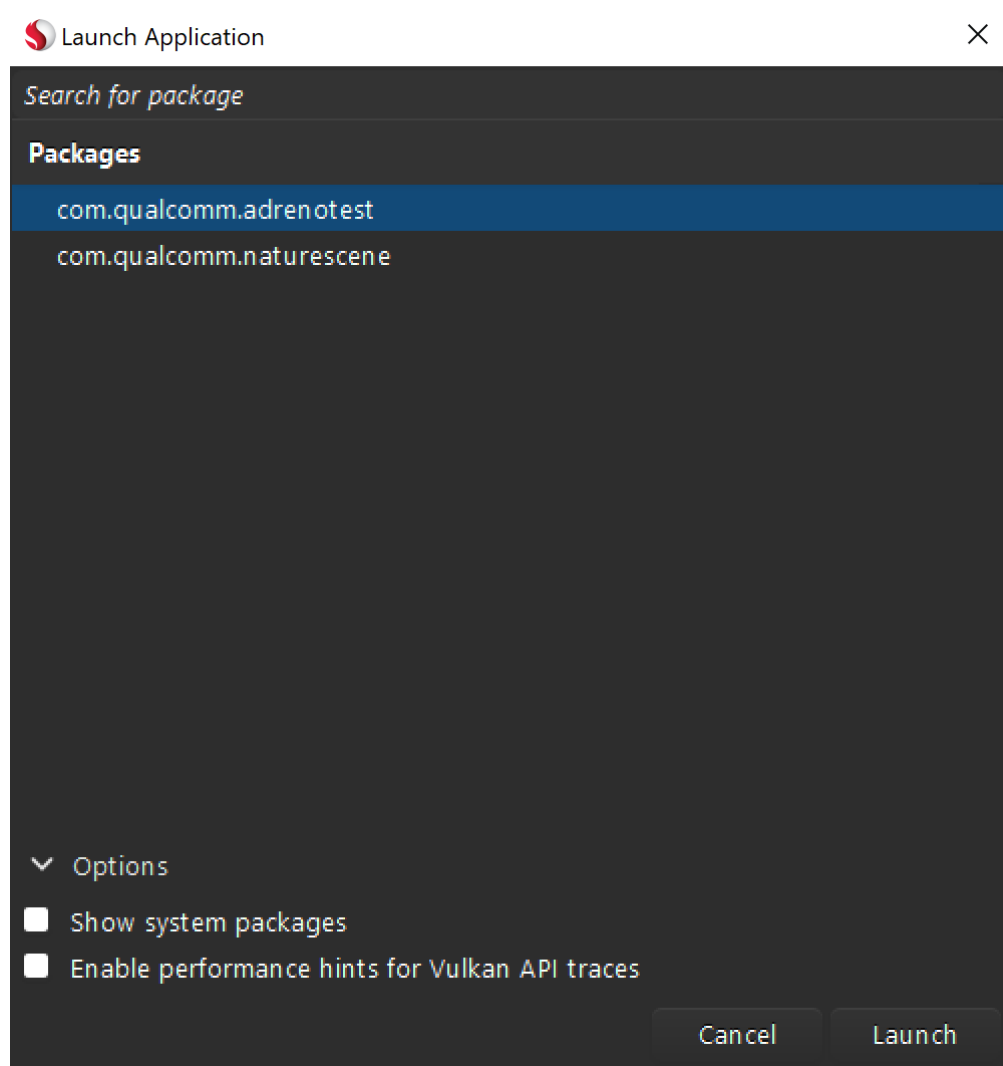 Launch Application
Search for package
Packages
com.qualcomm.adrenotest
com.qualcomm.naturescene
Options
Show system packages
Enable performance hints for Vulkan API traces
Cancel Launch